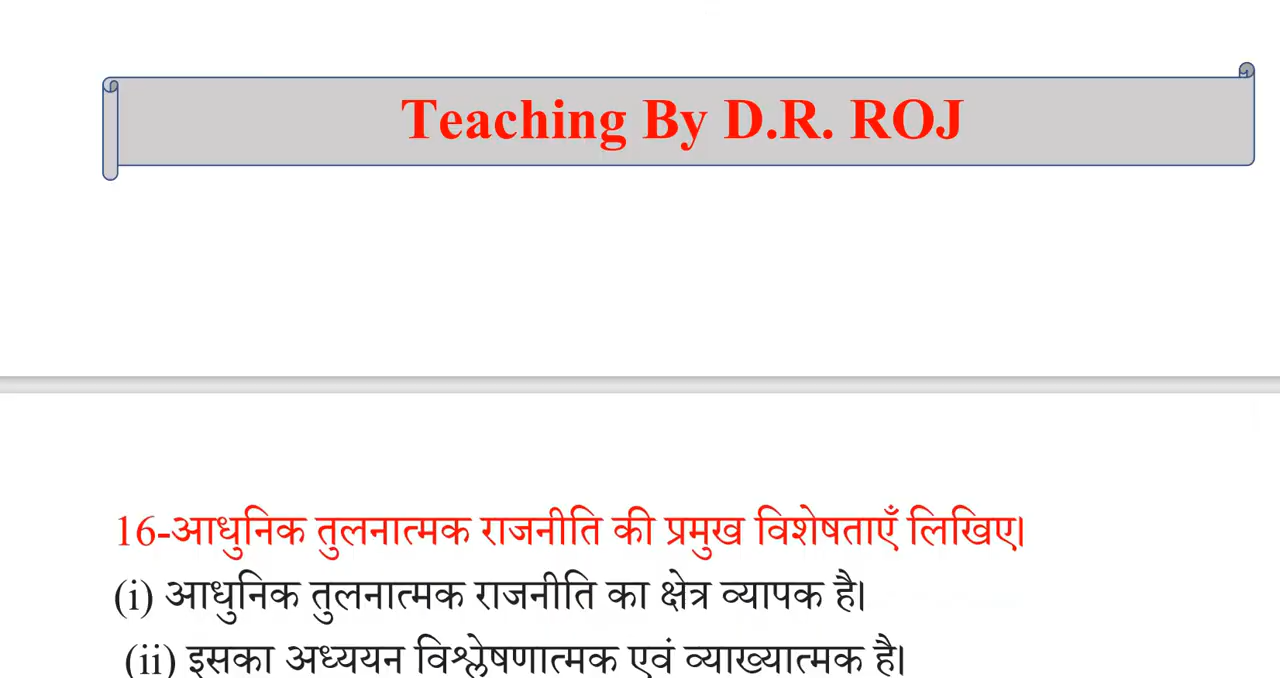 Teaching By D.R. ROJ
16-आधुनिक तुलनात्मक राजनीति की प्रमुख विशेषताएँ लिखिए।
(i) आधुनिक तुलनात्मक राजनीति का क्षेत्र व्यापक है।
(ii) इसका अध्ययन विश्लेषणात्मक एवं व्याख्यात्मक है।